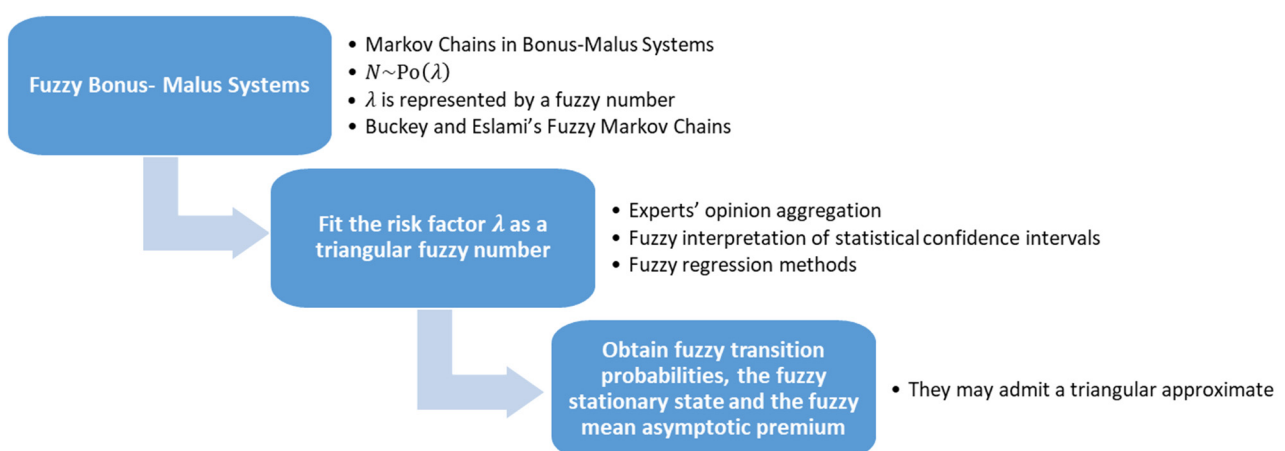 Fuzzy Bonus- Malus Systems
• Markov Chains in Bonus-Malus Systems
• N~Po(λ)
• λ is represented by a fuzzy number
• Buckey and Eslami’s Fuzzy Markov Chains
Fit the risk factor λ as a
triangular fuzzy number
• Experts’ opinion aggregation
• Fuzzy interpretation of statistical confidence intervals
• Fuzzy regression methods
Obtain fuzzy transition
probabilities, the fuzzy
stationary state and the fuzzy
mean asymptotic premium
• They may admit a triangular approximate